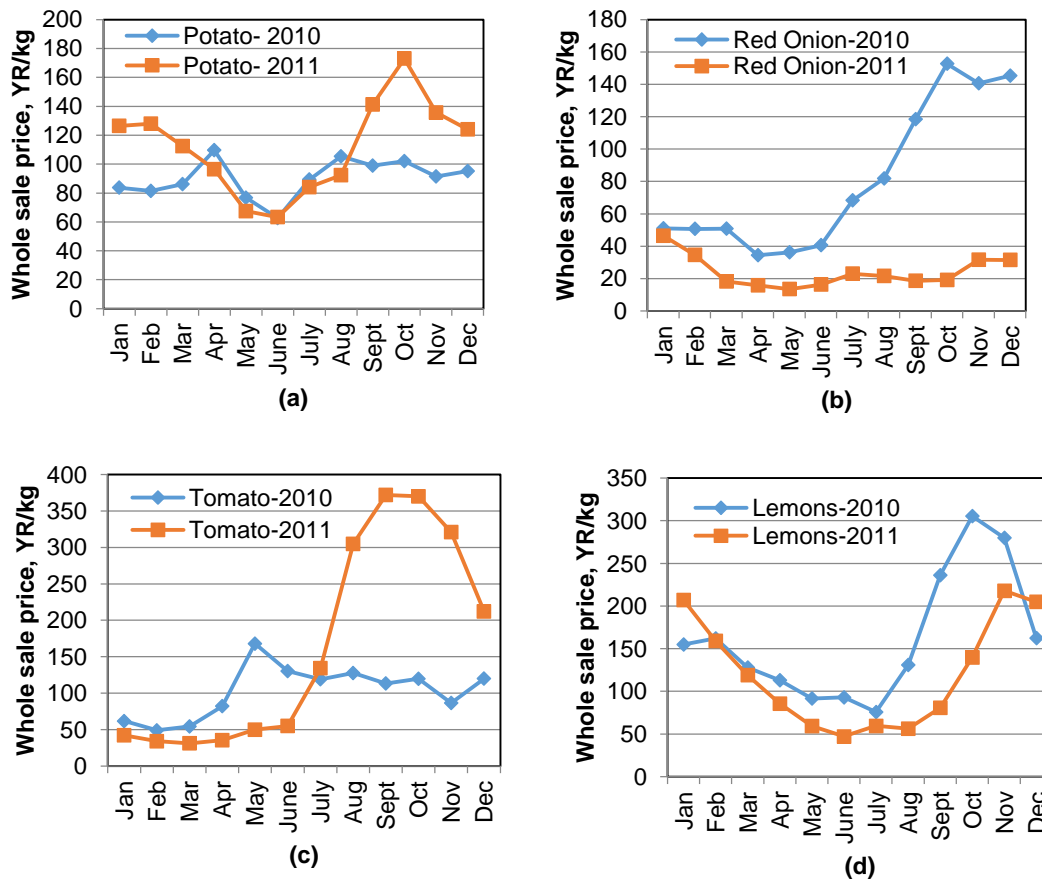 Whole sale price, YR/kg
200
180
160
140
120
100
80
60
40
20
0
Potato- 2010
Potato- 2011
Jan
Feb
Mar
Apr
May
June
July
Aug
Sept
Oct
Nov
Dec
(a)
Whole sale price, YR/kg
180
160
140
120
100
80
60
40
20
0
Red Onion-2010
Red Onion-2011
Jan
Feb
Mar
Apr
May
June
July
Aug
Sept
Oct
Nov
Dec
(b)
Whole sale price, YR/kg
400
350
300
250
200
150
100
50
0
Tomato-2010
Tomato-2011
Jan
Feb
Mar
Apr
May
June
July
Aug
Sept
Oct
Nov
Dec
(c)
Whole sale price, YR/kg
350
300
250
200
150
100
50
0
Lemons-2010
Lemons-2011
Jan
Feb
Mar
Apr
May
June
July
Aug
Sept
Oct
Nov
Dec
(d)